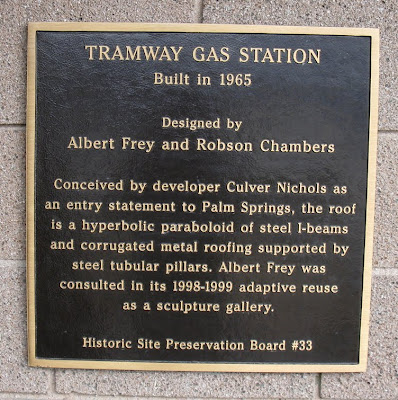 TRAMWAY GAS STATION
Built in 1965
Designed by
Albert Frey and Robson Chambers
Conceived by developer Culver Nichols as
an entry statement to Palm Springs, the roof
is a hyperbolic paraboloid of steel I-beams
and corrugated metal roofing supported by
steel tubular pillars. Albert Frey was
consulted in its 1998-1999 adaptive reuse
as a sculpture gallery.
Historic Site Preservation Board #33